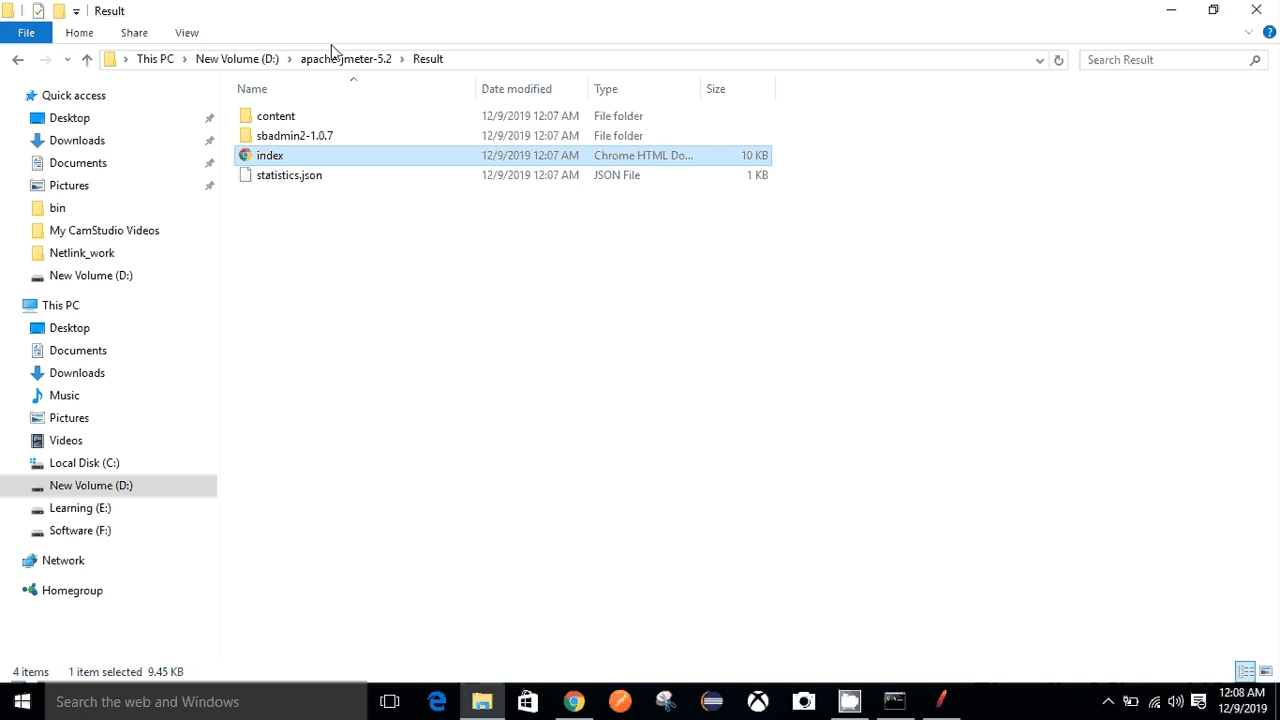 Result
File Home Share View
This PC New Volume (D:) apache-jmeter-5.2 Result Search Result
Name Date modified Type Size
Quick access
Desktop
Downloads
Documents
Pictures
bin
My CamStudio Videos
Netlink_work
New Volume (D:)
This PC
Desktop
Documents
Downloads
Music
Pictures
Videos
Local Disk (C:)
New Volume (D:)
Learning (E:)
Software (F:)
Network
Homegroup
content 12/9/2019 12:07 AM File folder
sbadmin2-1.0.7 12/9/2019 12:07 AM File folder
index 12/9/2019 12:07 AM Chrome HTML Do... 10 KB
statistics.json 12/9/2019 12:07 AM JSON File 1 KB
4 items 1 item selected 9.45 KB
Search the web and Windows
12:08 AM
12/9/2019